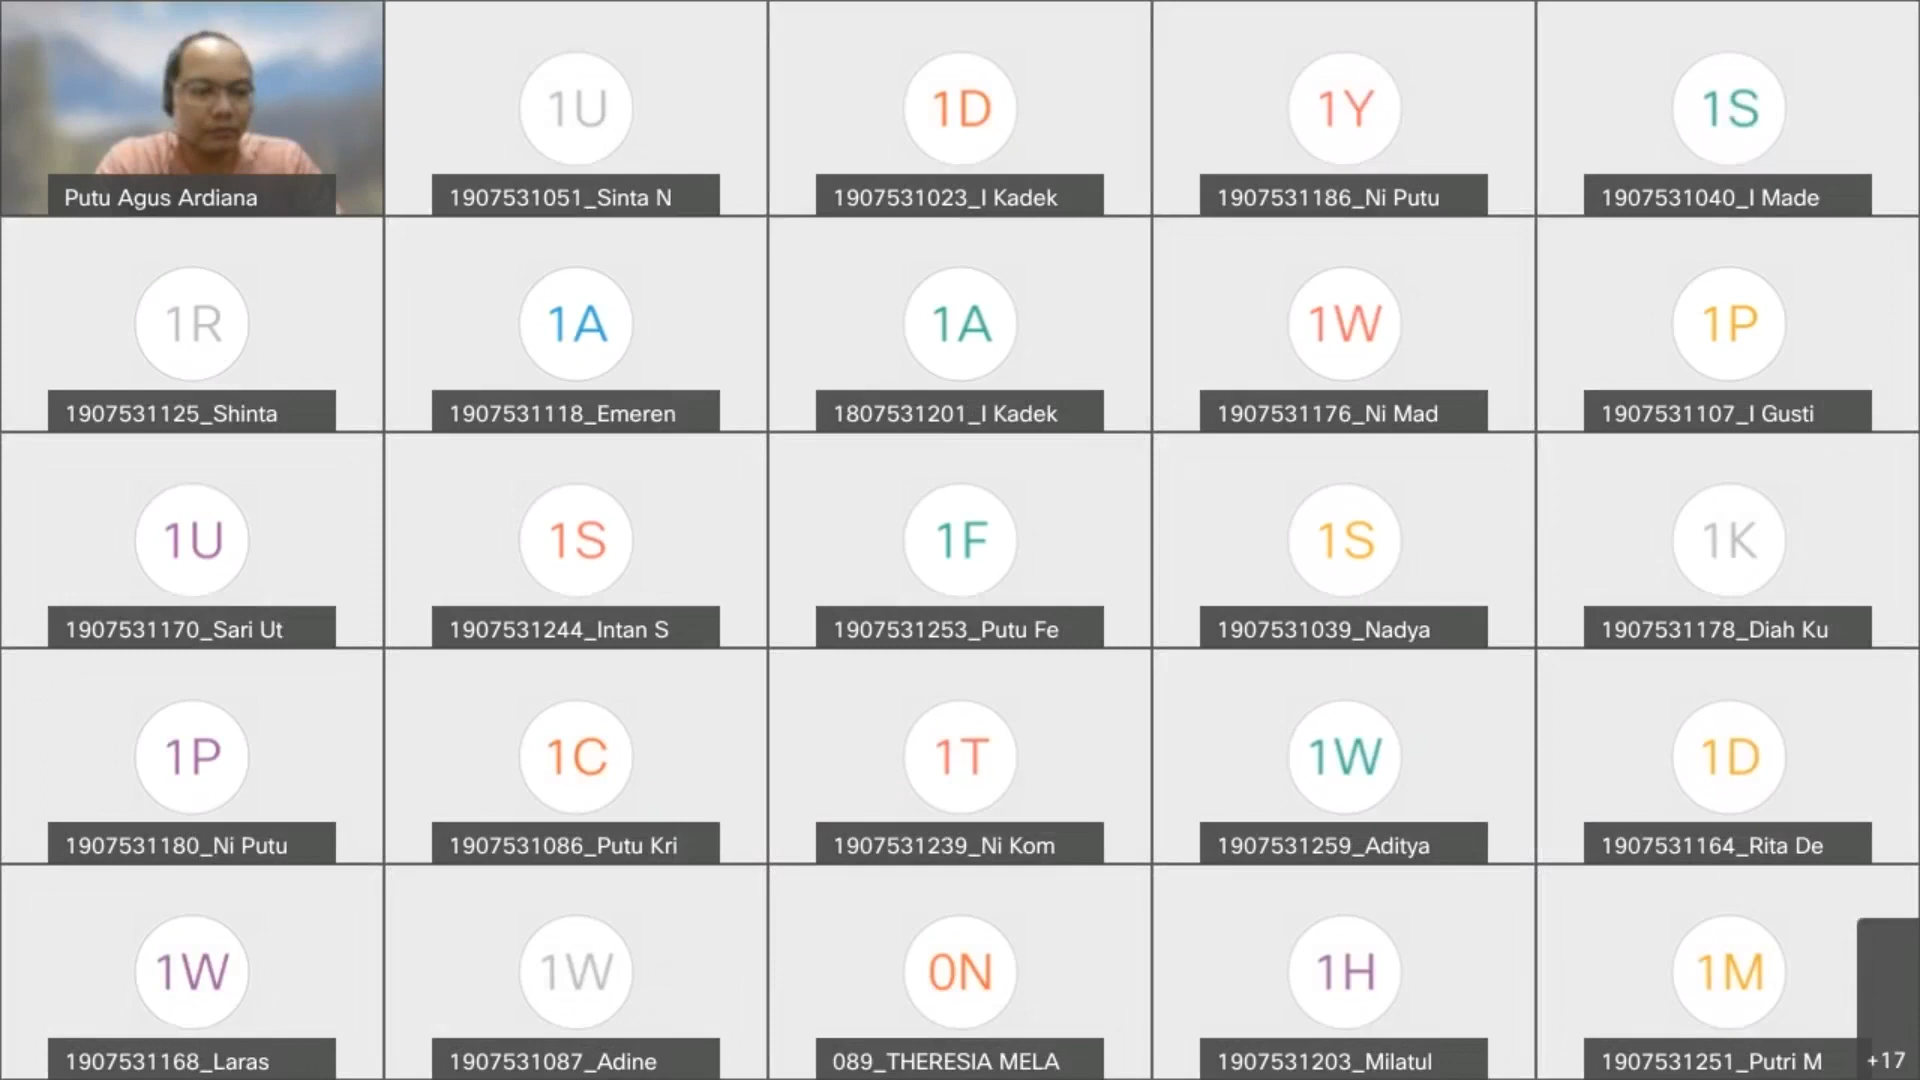 Putu Agus Ardiana
1U
1907531051_Sinta N
1D
1907531023_I Kadek
1Y
1907531186_Ni Putu
1S
1907531040_I Made
1R
1907531125_Shinta
1A
1907531118_Emeren
1A
1807531201_I Kadek
1W
1907531176_Ni Mad
1P
1907531107_I Gusti
1U
1907531170_Sari Ut
1S
1907531244_Intan S
1F
1907531253_Putu Fe
1S
1907531039_Nadya
1K
1907531178_Diah Ku
1P
1907531180_Ni Putu
1C
1907531086_Putu Kri
1T
1907531239_Ni Kom
1W
1907531259_Aditya
1D
1907531164_Rita De
1W
1907531168_Laras
1W
1907531087_Adine
0N
089_THERESIA MELA
1H
1907531203_Milatul
1M
1907531251_Putri M
+17